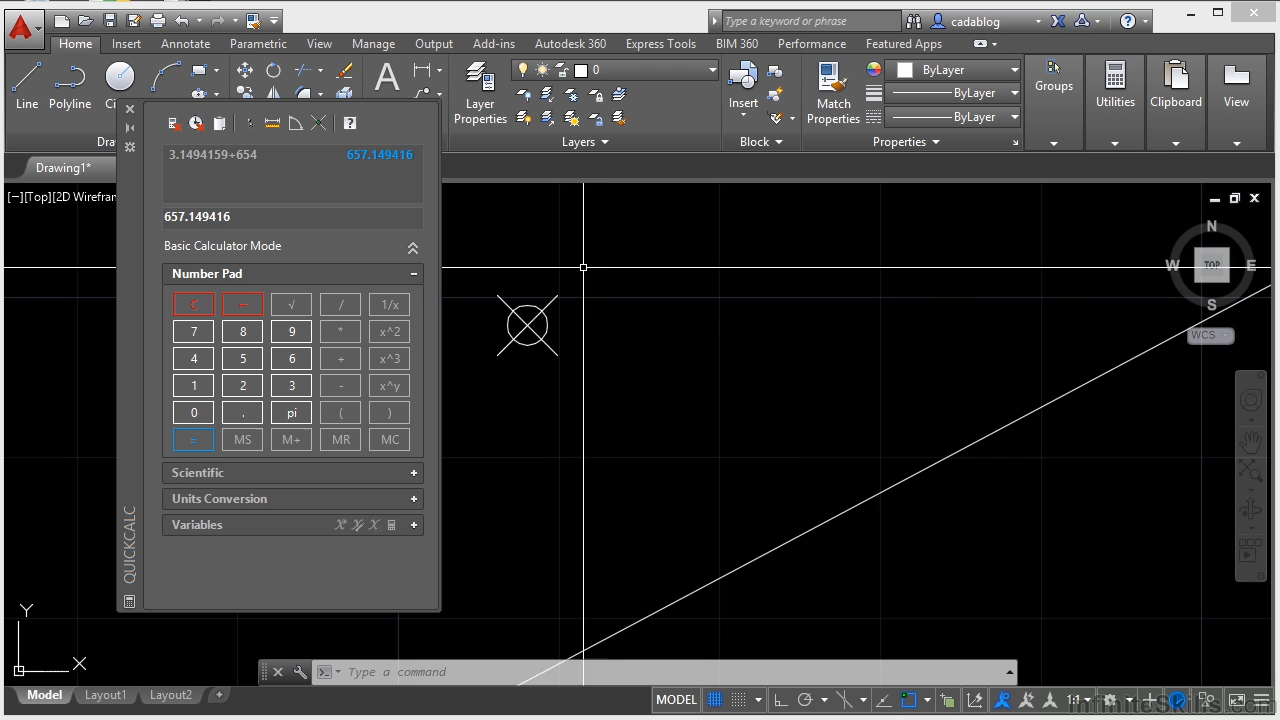 Type a keyword or phrase
cadablog
Home Insert Annotate Parametric View Manage Output Add-ins Autodesk 360 Express Tools BIM 360 Performance Featured Apps
0
ByLayer
ByLayer
ByLayer
Line Polyline
Layer Properties
Insert
Match Properties
Groups Utilities Clipboard View
Layers Block Properties
Drawing1*
[−][Top][2D Wirefram
3.1494159+654 657.149416
657.149416
Basic Calculator Mode
Number Pad −
C √ / 1/x
7 8 9 * x^2
4 5 6 + x^3
1 2 3 - x^y
0 . pi ( )
= MS M+ MR MC
Scientific +
Units Conversion +
Variables +
QUICKCALC
N
W TOP E
S
WCS
Y
X
Type a command
Model Layout1 Layout2 +
MODEL 1:1
InfiniteSkills.com